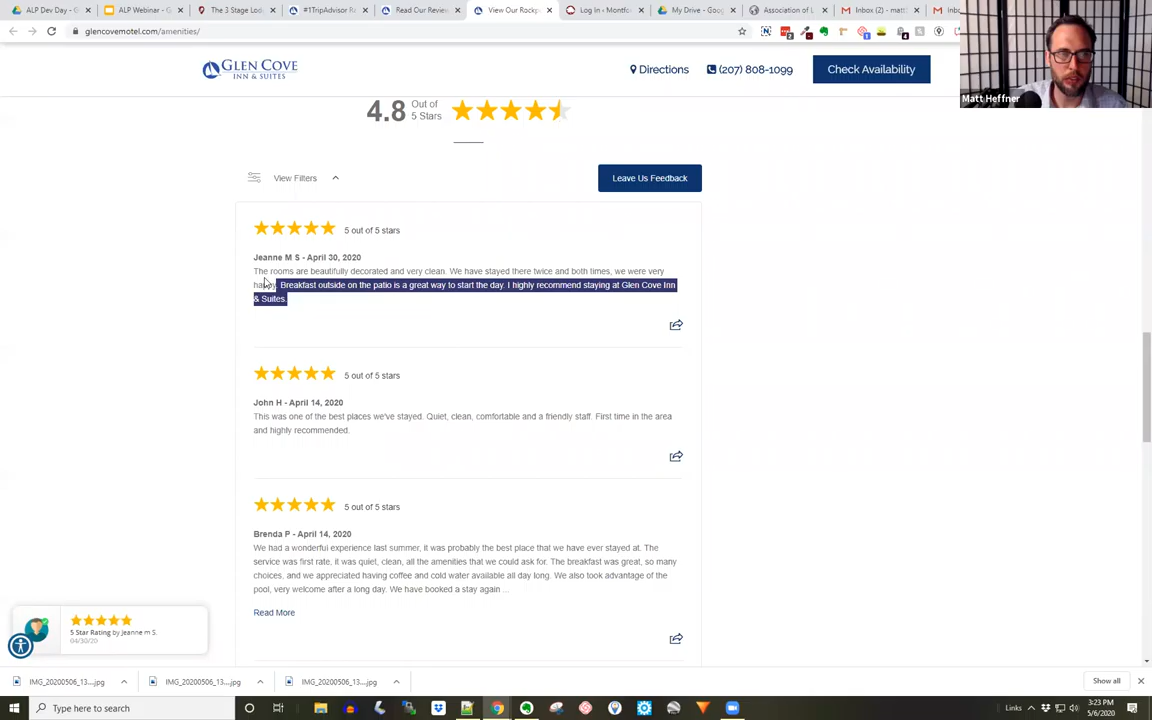 ALP Dev Day - G
ALP Webinar - G
The 3 Stage Lod
#1TripAdvisor R
Read Our Review
View Our Rockp
Log In ‹ Montfo
My Drive - Goog
Association of L
Inbox (2) - matt
Inbox (
glencovemotel.com/amenities/
GLEN COVE
INN & SUITES
Directions
(207) 808-1099
Check Availability
Matt Heffner
4.8
Out of
5 Stars
View Filters
Leave Us Feedback
5 out of 5 stars
Jeanne M S - April 30, 2020
The rooms are beautifully decorated and very clean. We have stayed there twice and both times, we were very
happy. Breakfast outside on the patio is a great way to start the day. I highly recommend staying at Glen Cove Inn
& Suites.
5 out of 5 stars
John H - April 14, 2020
This was one of the best places we've stayed. Quiet, clean, comfortable and a friendly staff. First time in the area
and highly recommended.
5 out of 5 stars
Brenda P - April 14, 2020
We had a wonderful experience last summer, it was probably the best place that we have ever stayed at. The
service was first rate, it was quiet, clean, all the amenities that we could ask for. The breakfast was great, so many
choices, and we appreciated having coffee and cold water available all day long. We also took advantage of the
pool, very welcome after a long day. We have booked a stay again ...
Read More
5 Star Rating by Jeanne m S.
04/30/20
IMG_20200506_13....jpg
IMG_20200506_13....jpg
IMG_20200506_13....jpg
Show all
Type here to search
Links
3:23 PM
5/6/2020